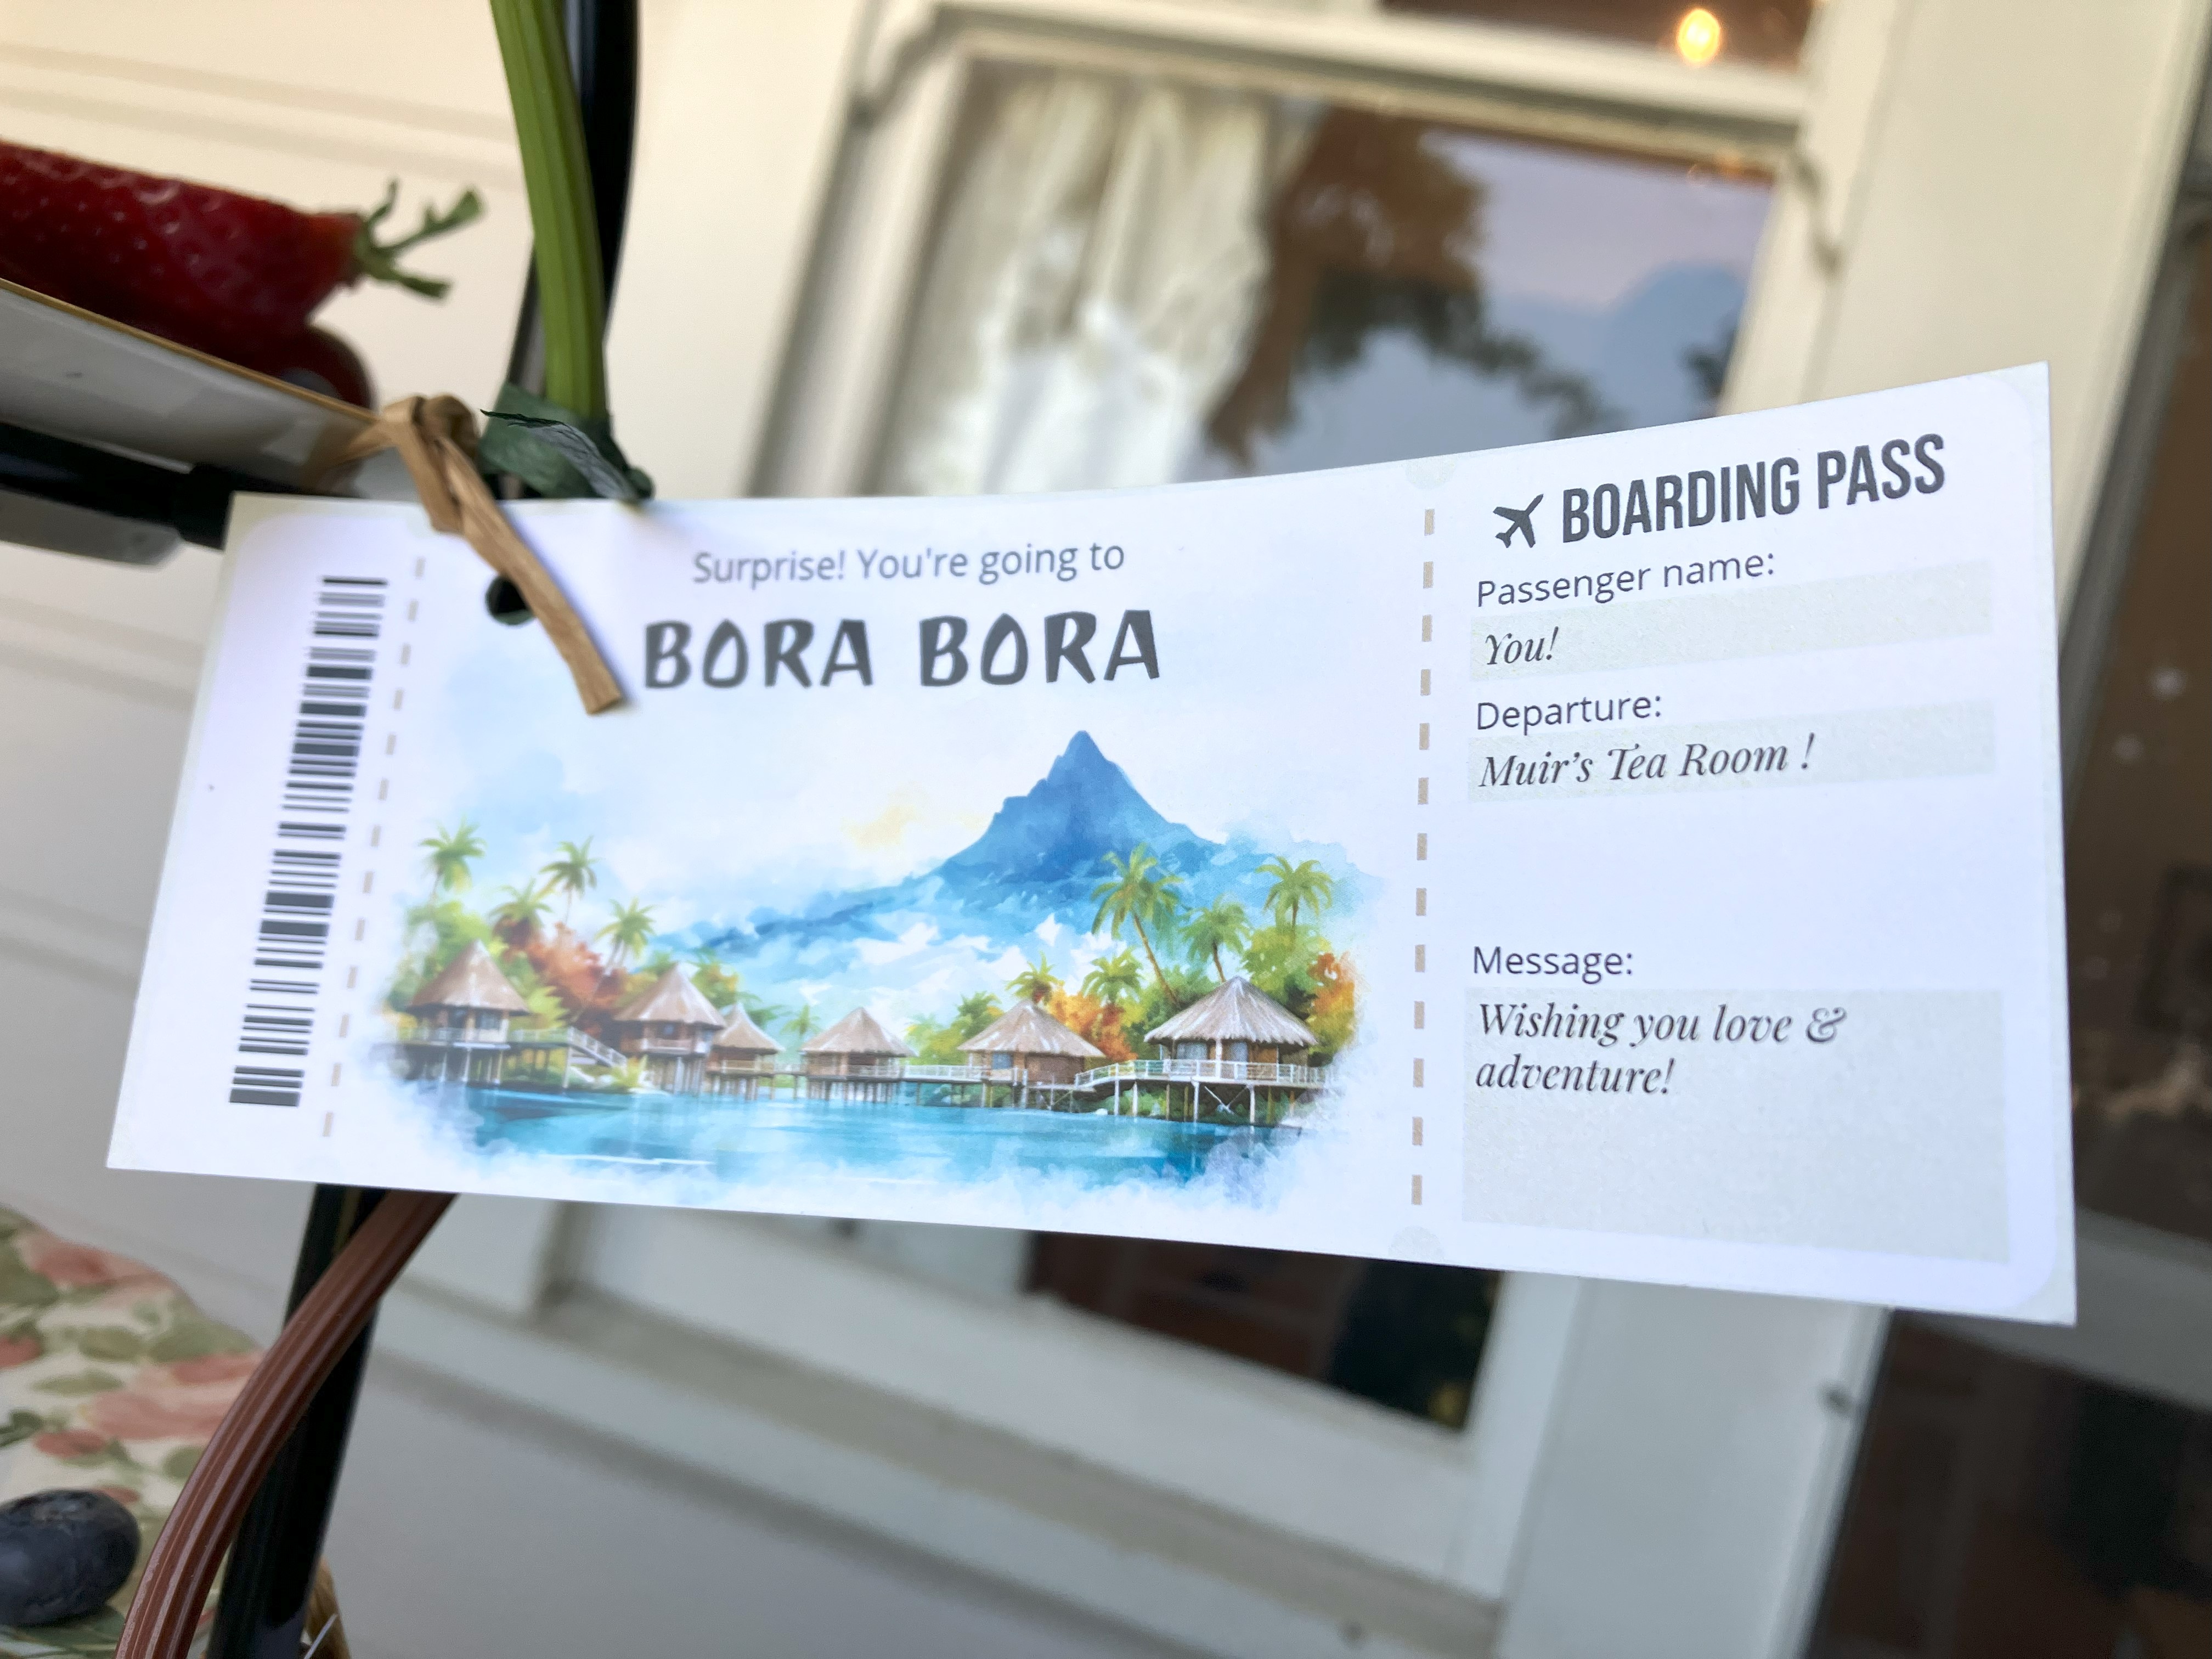 Surprise! You're going to
BORA BORA
BOARDING PASS
Passenger name:
You!
Departure:
Muir's Tea Room !
Message:
Wishing you love &
adventure!